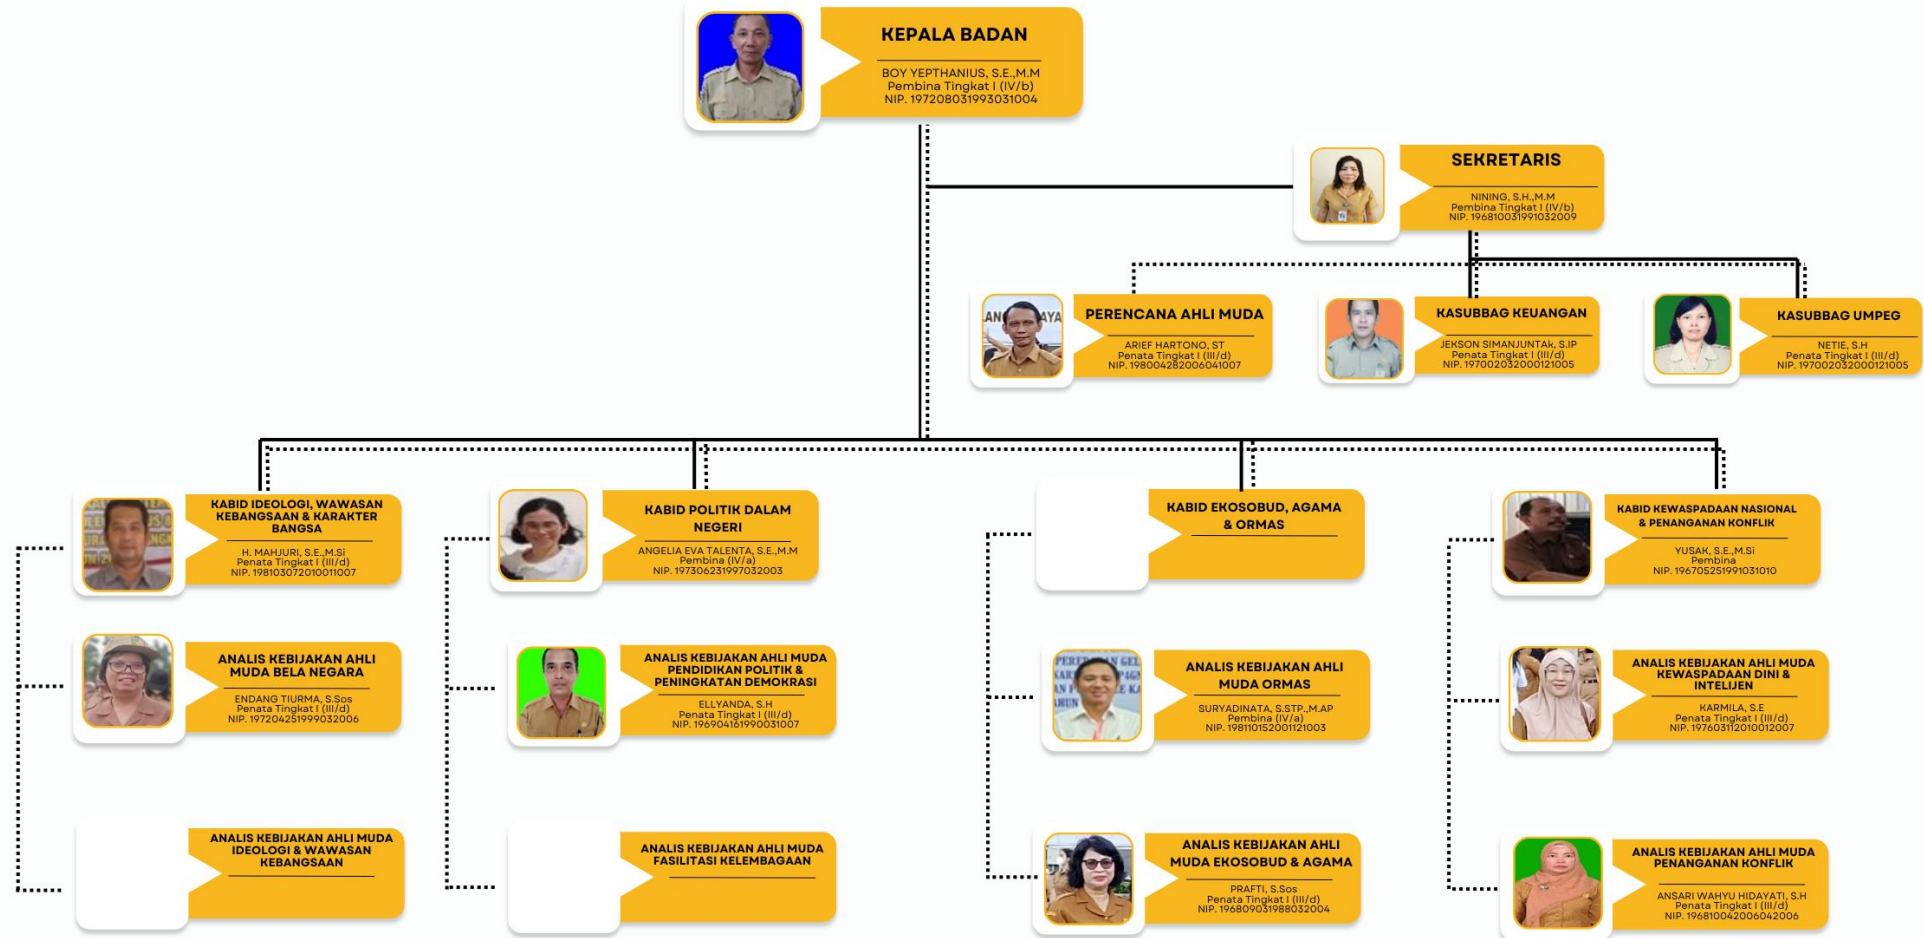 KEPALA BADAN
BOY YEPTHANIUS, S.E.,M.M
Pembina Tingkat I (IV/b)
NIP. 197208031993031004
SEKRETARIS
NINING, S.H.,M.M
Pembina Tingkat I (IV/b)
NIP. 196810031991032009
PERENCANA AHLI MUDA
ARIEF HARTONO, ST
Penata Tingkat I (III/d)
NIP. 198004282006041007
KASUBBAG KEUANGAN
JEKSON SIMANJUNTAk, S.IP
Penata Tingkat I (III/d)
NIP. 197002032000121005
KASUBBAG UMPEG
NETIE, S.H
Penata Tingkat I (III/d)
NIP. 197002032000121005
KABID IDEOLOGI, WAWASAN
KEBANGSAAN & KARAKTER
BANGSA
H. MAHJURI, S.E.,M.Si
Penata Tingkat I (III/d)
NIP. 198103072010011007
KABID POLITIK DALAM
NEGERI
ANGELIA EVA TALENTA, S.E.,M.M
Pembina (IV/a)
NIP. 197306231997032003
KABID EKOSOBUD, AGAMA
& ORMAS
KABID KEWASPADAAN NASIONAL
& PENANGANAN KONFLIK
YUSAK, S.E.,M.Si
Pembina
NIP. 196705251991031010
ANALIS KEBIJAKAN AHLI
MUDA BELA NEGARA
ENDANG TIURMA, S.Sos
Penata Tingkat I (III/d)
NIP. 197204251999032006
ANALIS KEBIJAKAN AHLI MUDA
PENDIDIKAN POLITIK &
PENINGKATAN DEMOKRASI
ELLYANDA, S.H
Penata Tingkat I (III/d)
NIP. 196904161990031007
ANALIS KEBIJAKAN AHLI
MUDA ORMAS
SURYADINATA, S.STP.,M.AP
Pembina (IV/a)
NIP. 198110152001121003
ANALIS KEBIJAKAN AHLI MUDA
KEWASPADAAN DINI &
INTELIJEN
KARMILA, S.E
Penata Tingkat I (III/d)
NIP. 197603112010012007
ANALIS KEBIJAKAN AHLI MUDA
IDEOLOGI & WAWASAN
KEBANGSAAN
ANALIS KEBIJAKAN AHLI MUDA
FASILITASI KELEMBAGAAN
ANALIS KEBIJAKAN AHLI
MUDA EKOSOBUD & AGAMA
PRAFTI, S.Sos
Penata Tingkat I (III/d)
NIP. 196809031988032004
ANALIS KEBIJAKAN AHLI MUDA
PENANGANAN KONFLIK
ANSARI WAHYU HIDAYATI, S.H
Penata Tingkat I (III/d)
NIP. 196810042006042006